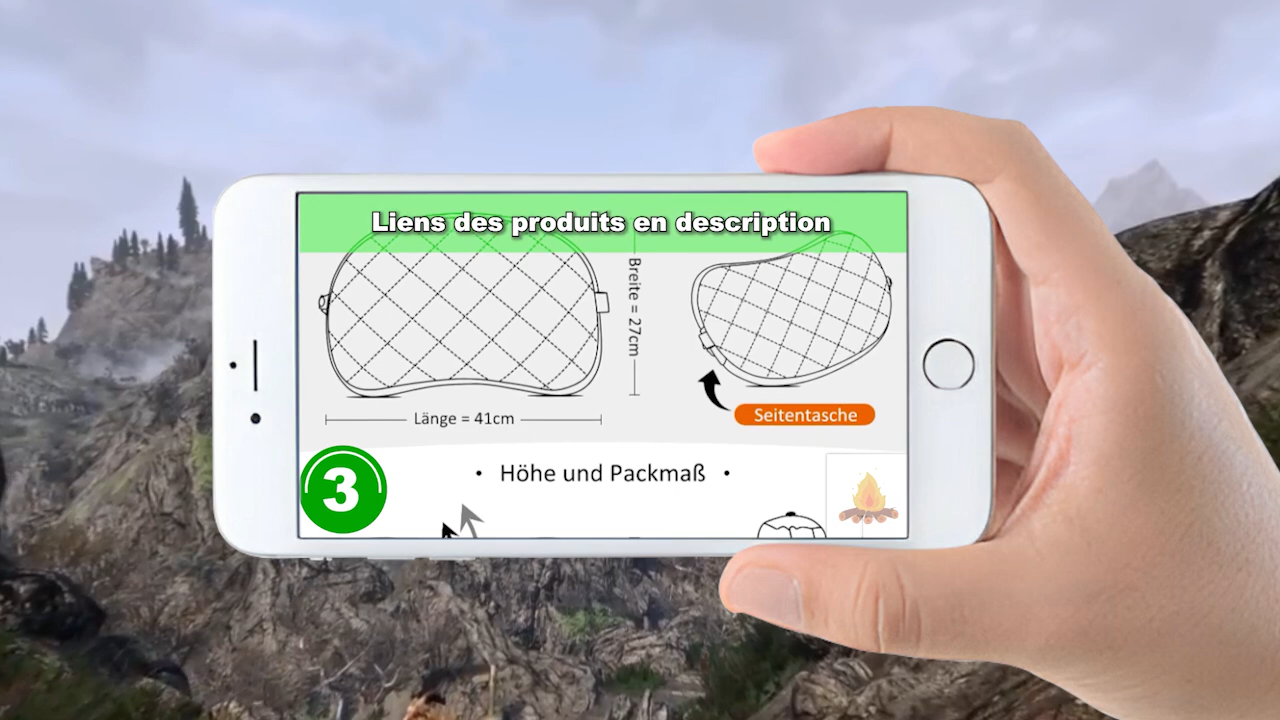 Liens des produits en description
Breite = 27cm
Länge = 41cm
Seitentasche
3
• Höhe und Packmaß •